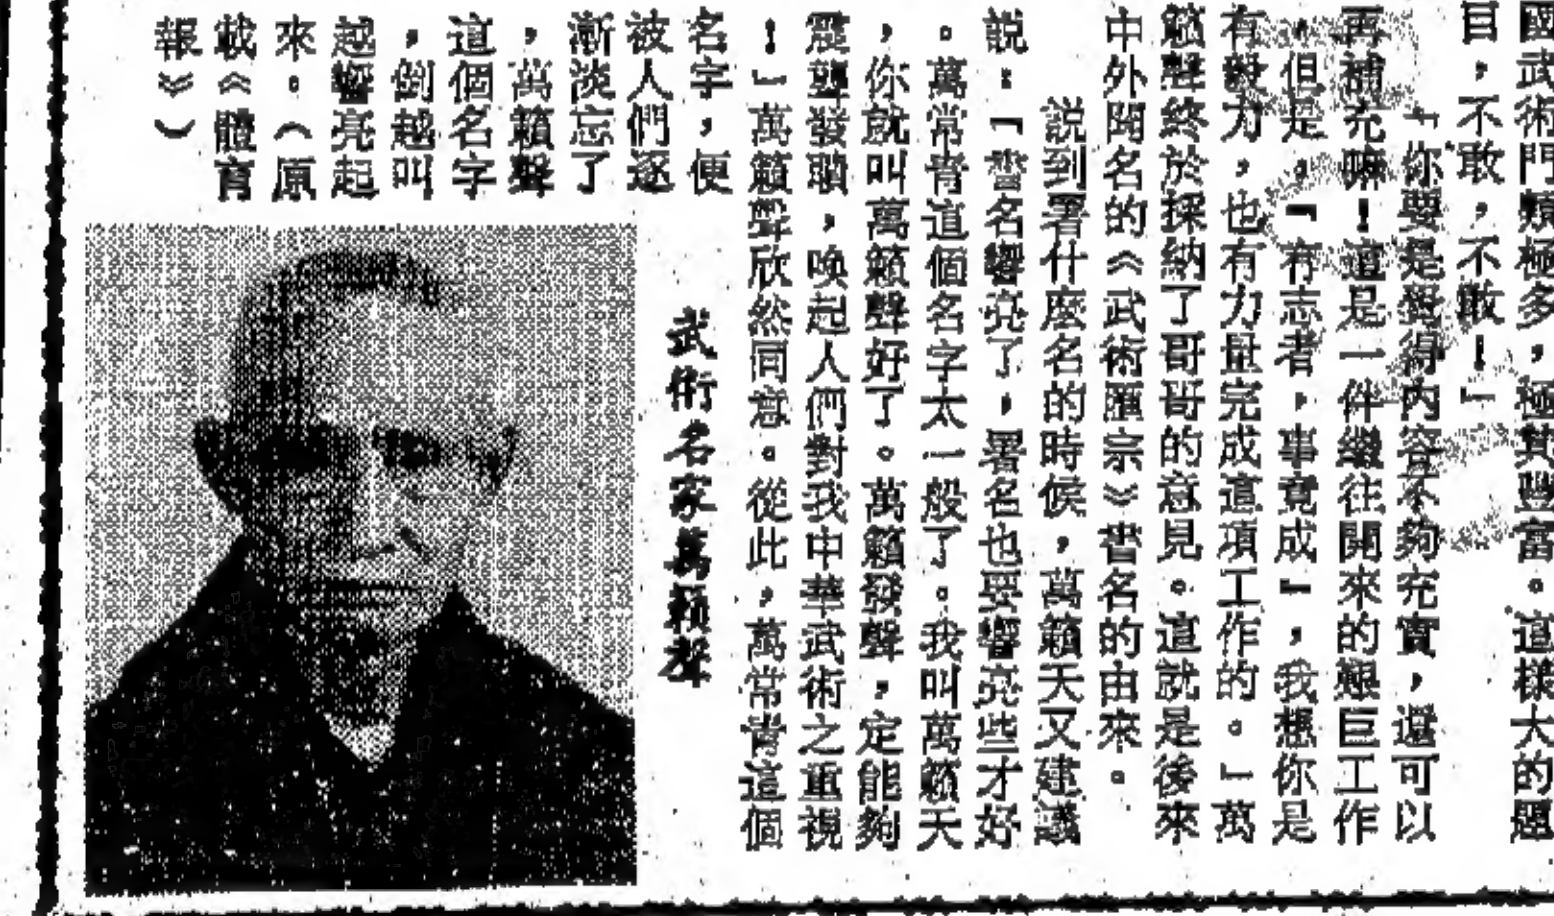 國武術門類極多，極其豐富。這樣大的題
目，不敢，不敢！」
「你要是覺得內容不夠充實，還可以
再補充嘛！這是一件繼往開來的艱巨工作
，但是，『有志者，事竟成』，我想你是
有毅力，也有力量完成這項工作的。」萬
籟聲終於採納了哥哥的意見。這就是後來
中外聞名的《武術匯宗》書名的由來。
説到署什麼名的時候，萬籟天又建議
説：「書名響亮了，署名也要響亮些才好
。萬常青這個名字太一般了。我叫萬籟天
，你就叫萬籟聲好了。萬籟發聲，定能夠
震聾發聵，喚起人們對我中華武術之重視
！」萬籟聲欣然同意。從此，萬常青這個
名字，便
被人們逐
漸淡忘了
，萬籟聲
這個名字
，倒越叫
越響亮起
來。（原
載《體育
報》）
武術名家萬籟聲